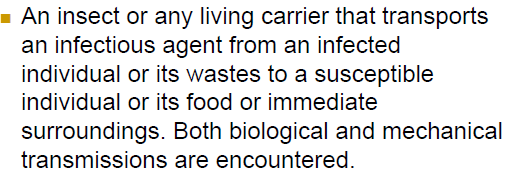 An insect or any living carrier that transports
an infectious agent from an infected
individual or its wastes to a susceptible
individual or its food or immediate
surroundings. Both biological and mechanical
transmissions are encountered.